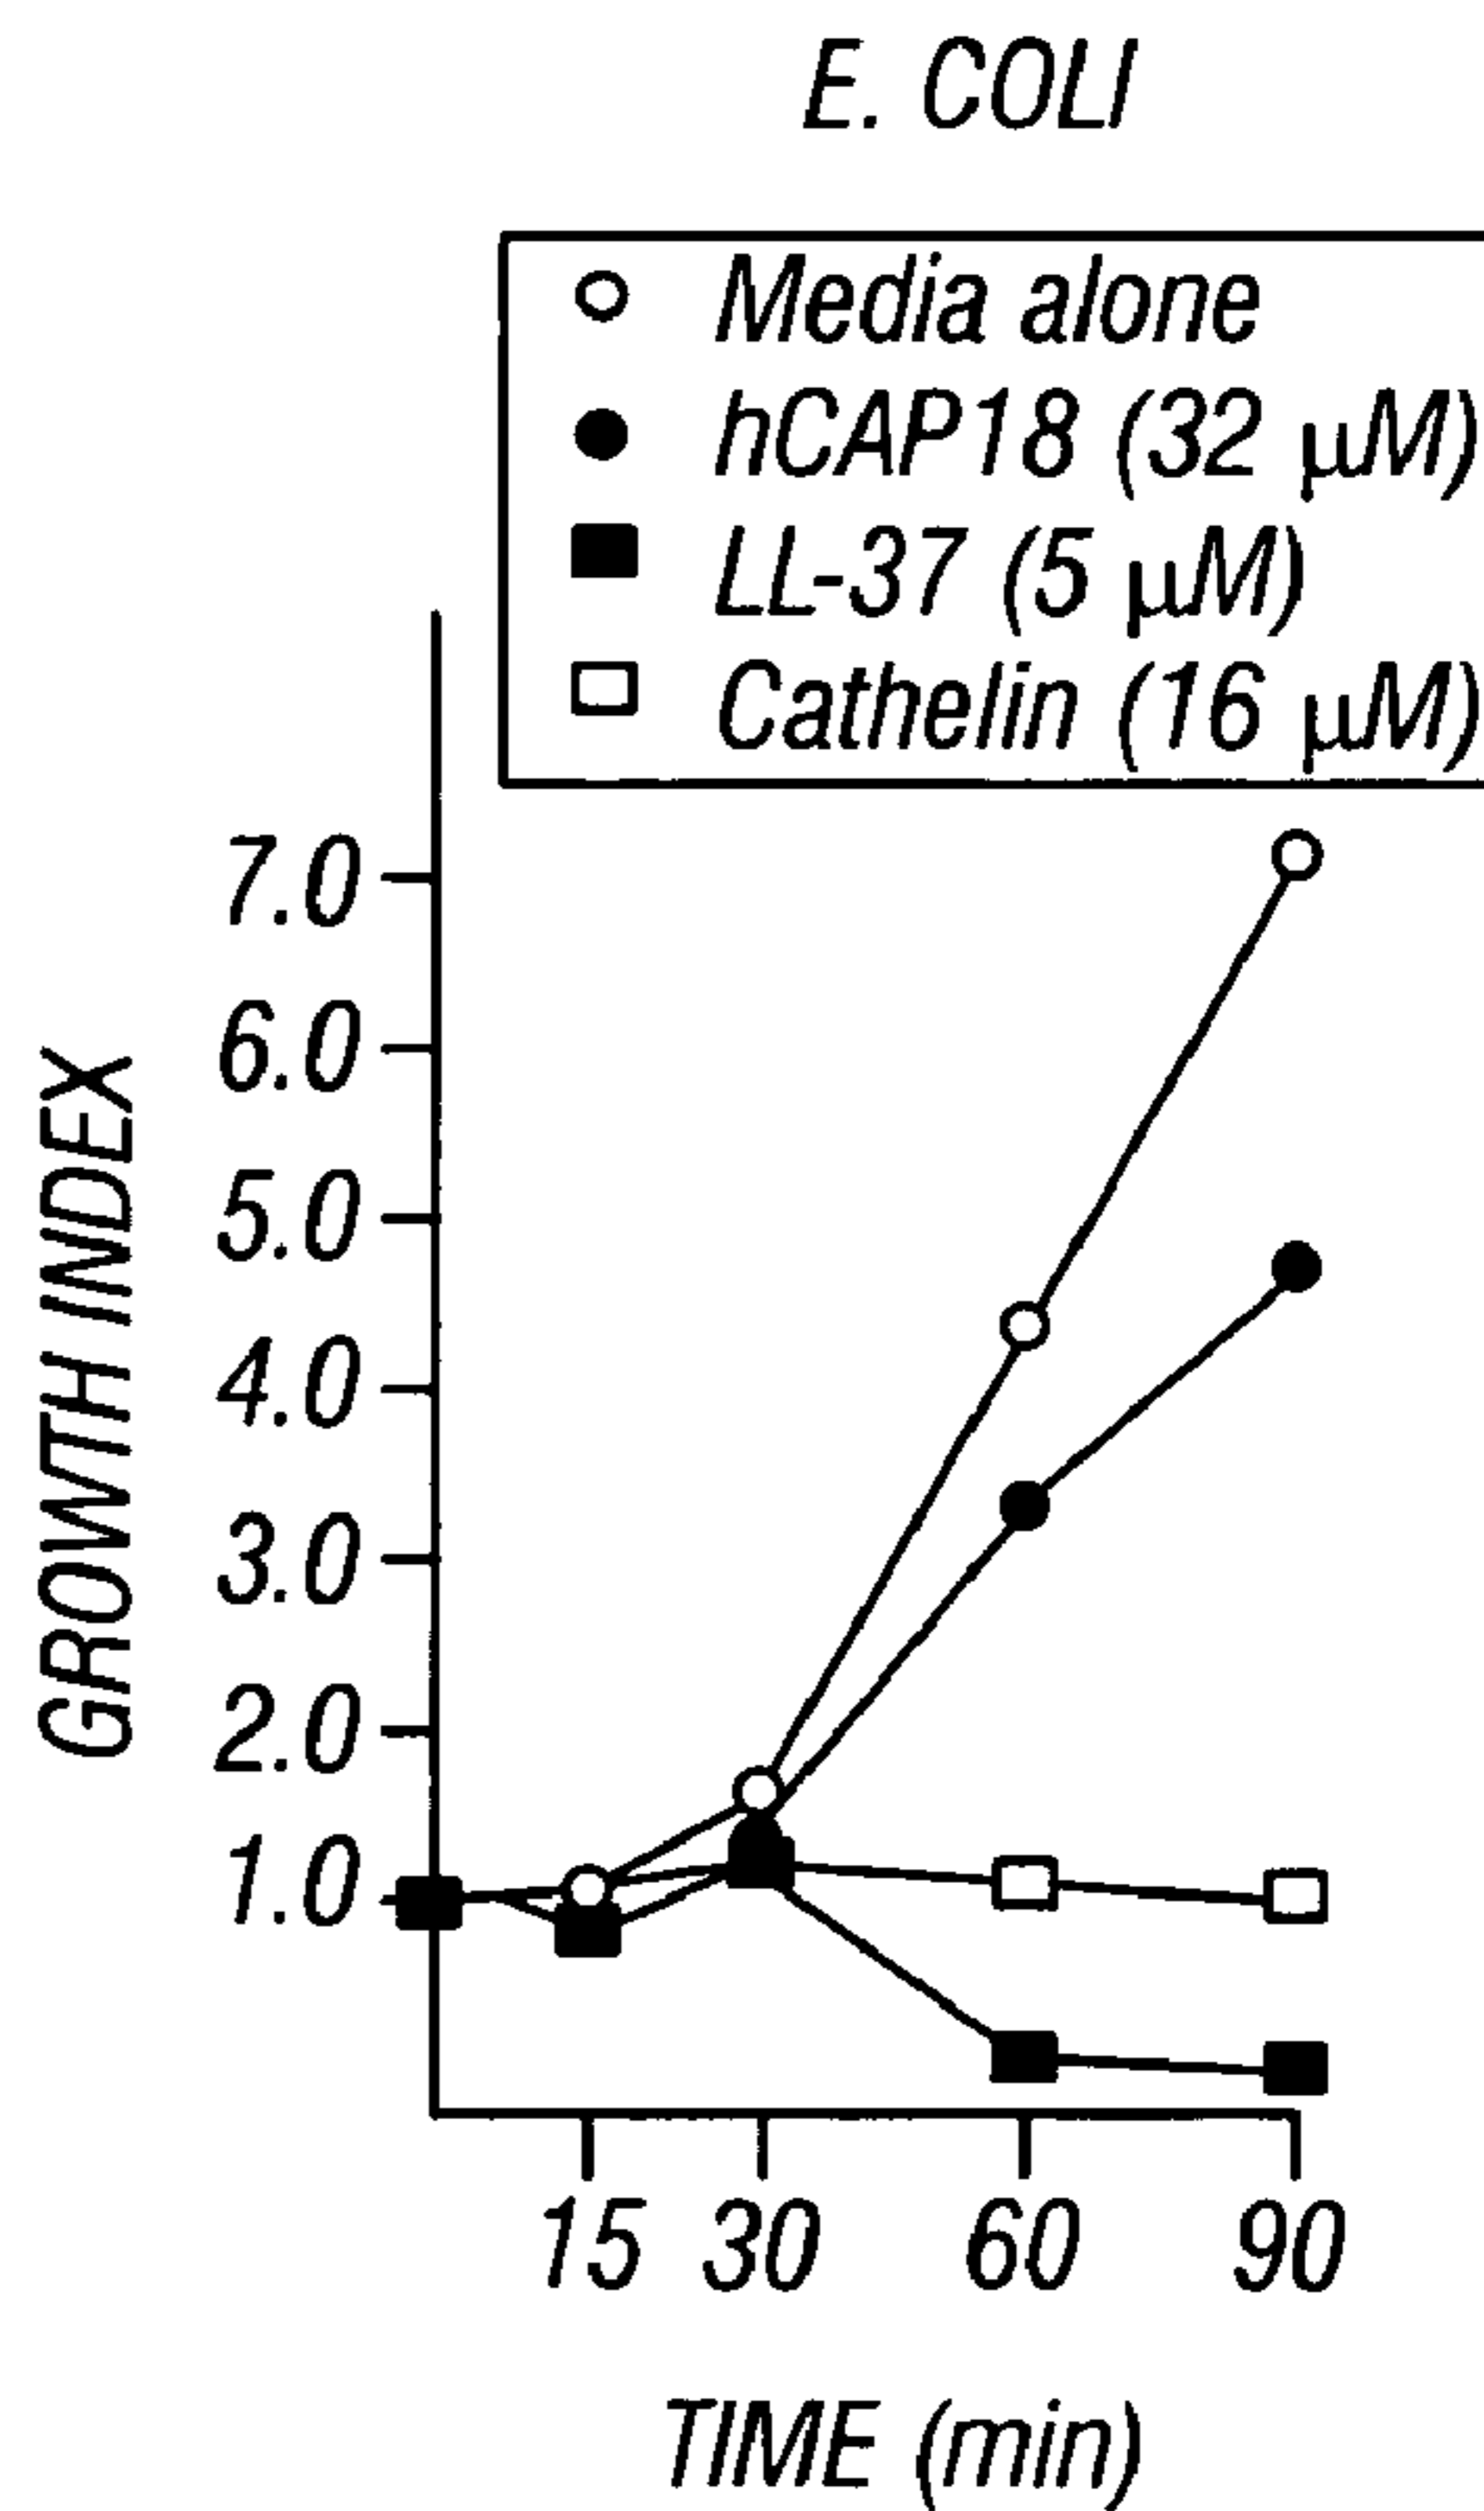 E. COLI
Media alone
hCAP18 (32 µM)
LL-37 (5 µM)
Cathelin (16 µM)
7.0
6.0
5.0
4.0
3.0
2.0
1.0
GROWTH INDEX
15 30 60 90
TIME (min)